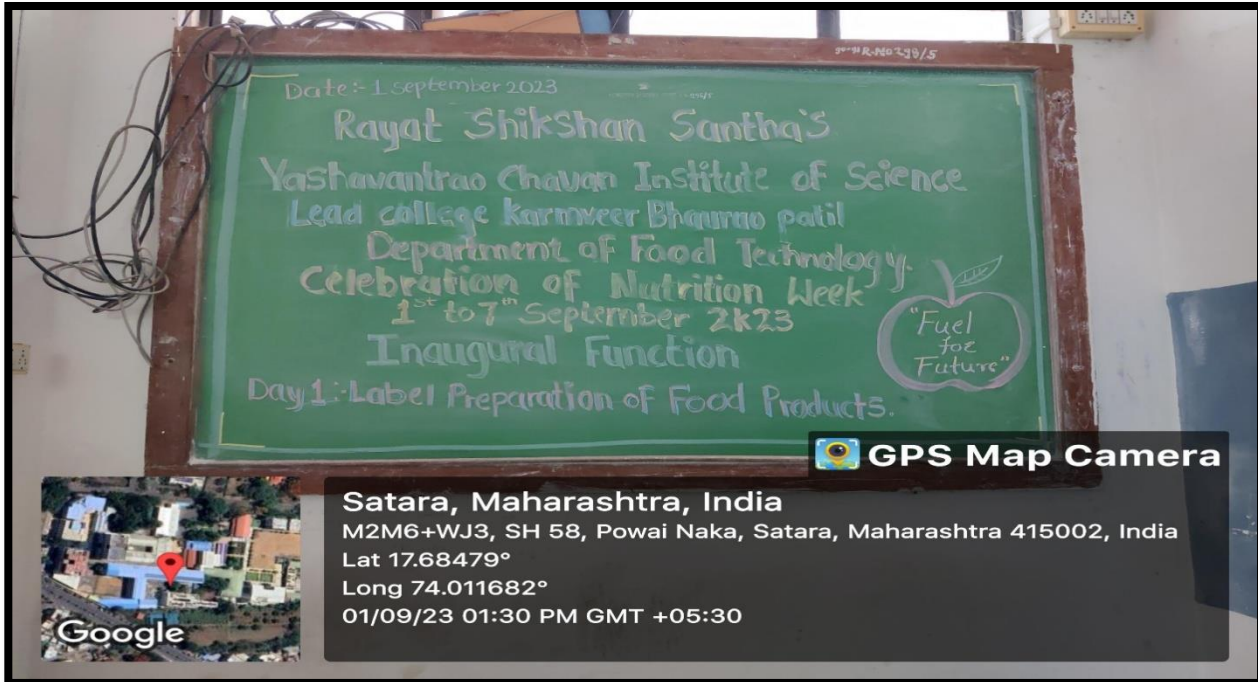 Date:- 1 September 2023
Rayat Shikshan Santha's
Yashavantrao Chavan Institute of Science
Lead college Karmveer Bhaurao patil
Department of Food Technology.
Celebration of Nutrition Week
1st to 7th September 2k23
Inaugural Function
Day 1:- Label Preparation of Food Products.
"Fuel
for
Future"
GPS Map Camera
Satara, Maharashtra, India
M2M6+WJ3, SH 58, Powai Naka, Satara, Maharashtra 415002, India
Lat 17.68479°
Long 74.011682°
01/09/23 01:30 PM GMT +05:30
Google